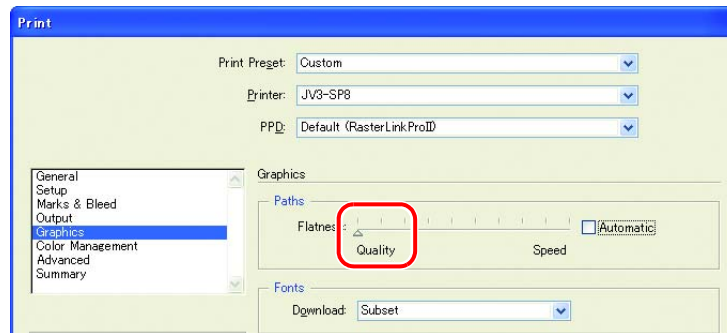 Print
Print Preset: Custom
Printer: JV3-SP8
PPD: Default (RasterLinkProII)
General
Setup
Marks & Bleed
Output
Graphics
Color Management
Advanced
Summary
Graphics
Paths
Flatness: Automatic
Quality Speed
Fonts
Download: Subset